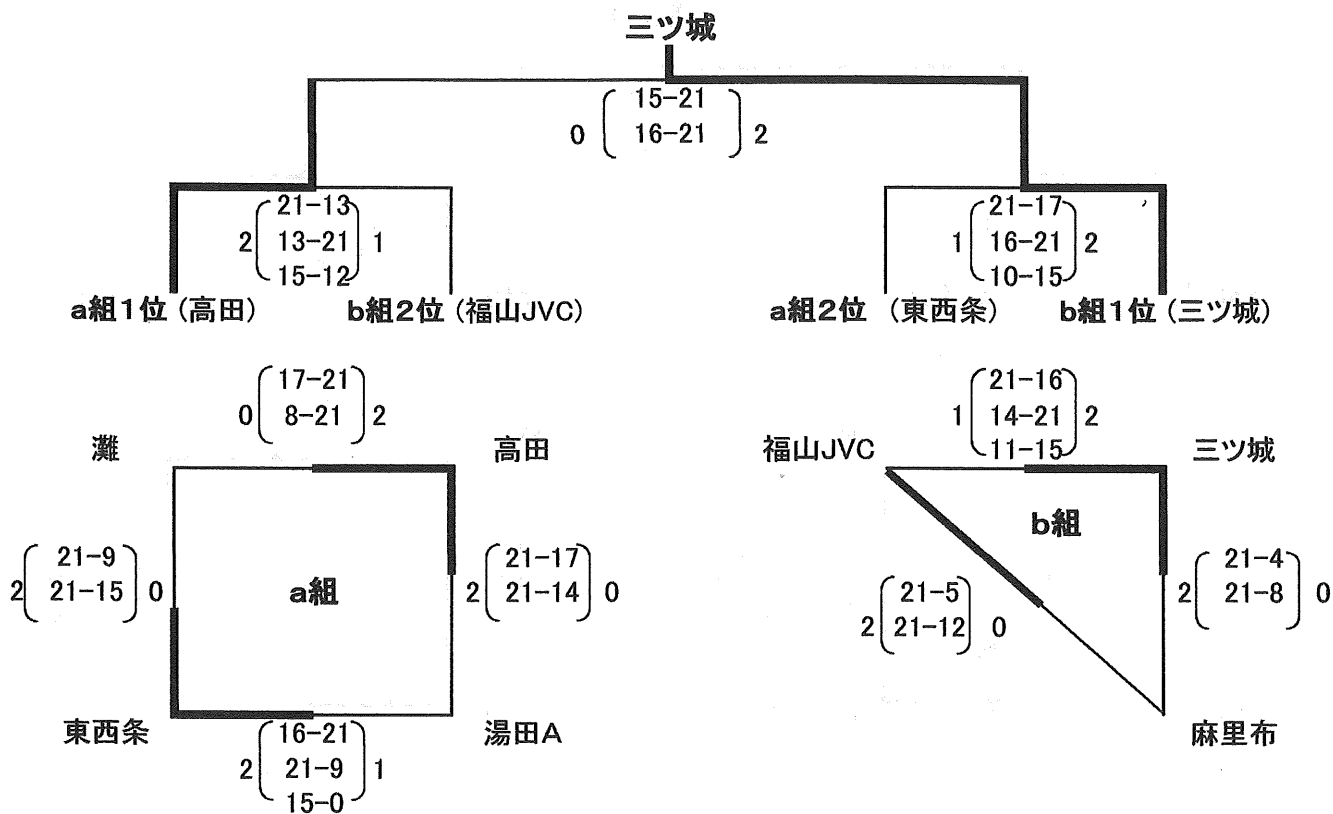 三ツ城
15-21
0 16-21 2
21-13 21-17
2 13-21 1 1 16-21 2
15-12 10-15
a組1位(高田) b組2位(福山JVC) a組2位 (東西条) b組1位(三ツ城)
17-21 21-16
0 8-21 2 1 14-21 2
11-15
灘 高田 福山JVC 三ツ城
b組
21-9 21-17 21-4
2 21-15 0 a組 2 21-14 0 2 21-8 0
21-5
2 21-12 0
東西条 湯田A 麻里布
16-21
2 21-9 1
15-0